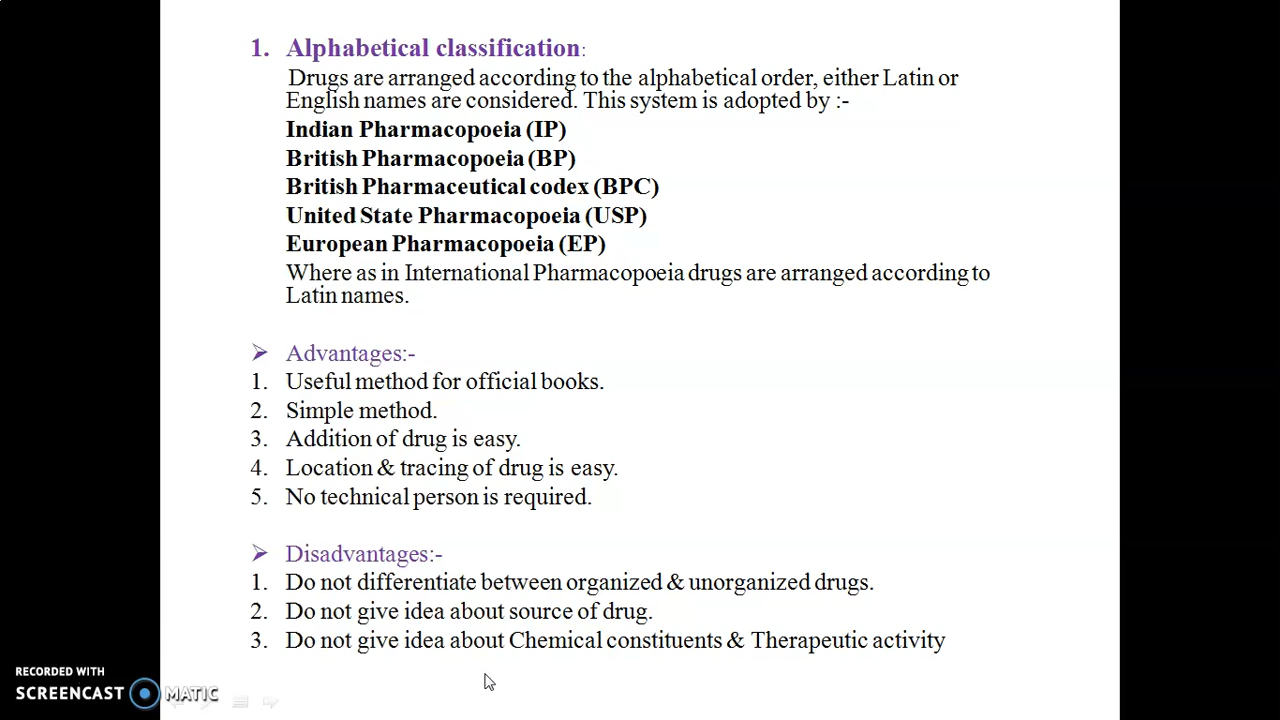 1. Alphabetical classification:
Drugs are arranged according to the alphabetical order, either Latin or
English names are considered. This system is adopted by :-
Indian Pharmacopoeia (IP)
British Pharmacopoeia (BP)
British Pharmaceutical codex (BPC)
United State Pharmacopoeia (USP)
European Pharmacopoeia (EP)
Where as in International Pharmacopoeia drugs are arranged according to
Latin names.
Advantages:-
1. Useful method for official books.
2. Simple method.
3. Addition of drug is easy.
4. Location & tracing of drug is easy.
5. No technical person is required.
Disadvantages:-
1. Do not differentiate between organized & unorganized drugs.
2. Do not give idea about source of drug.
3. Do not give idea about Chemical constituents & Therapeutic activity
RECORDED WITH
SCREENCAST MATIC